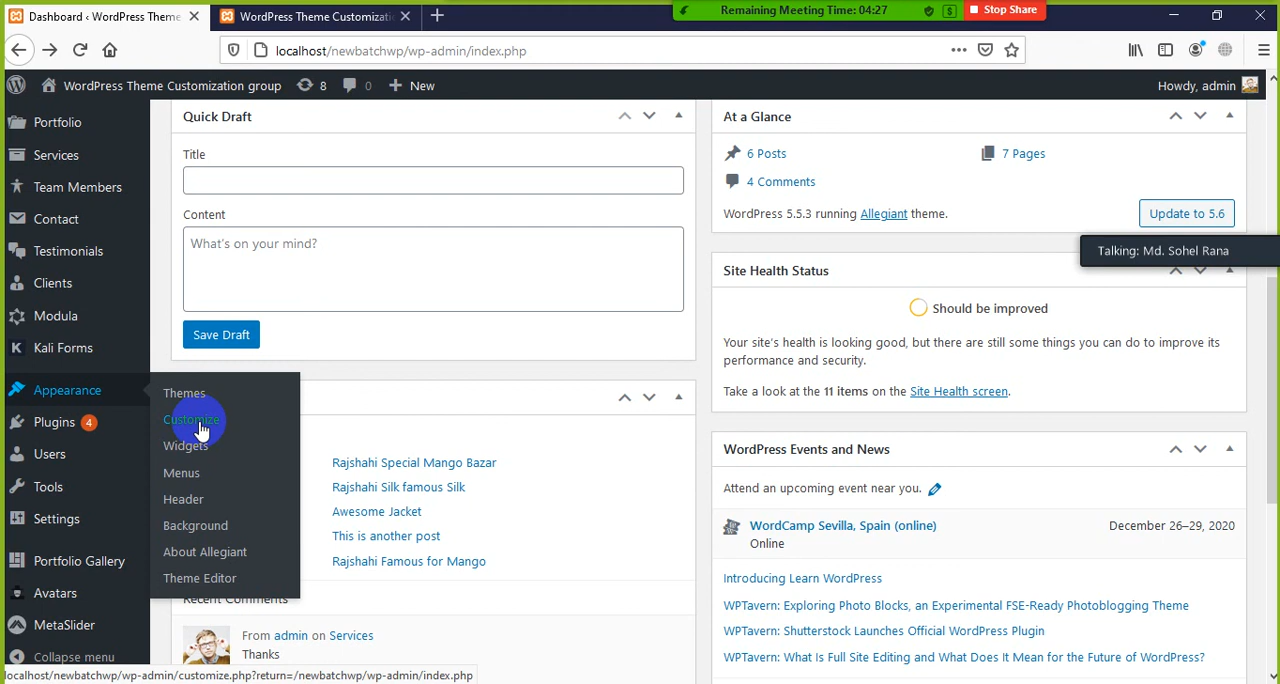 Dashboard ‹ WordPress Theme
WordPress Theme Customizati
Remaining Meeting Time: 04:27
Stop Share
localhost/newbatchwp/wp-admin/index.php
WordPress Theme Customization group
8
0
New
Howdy, admin
Portfolio
Services
Team Members
Contact
Testimonials
Clients
Modula
Kali Forms
Appearance
Plugins 4
Users
Tools
Settings
Portfolio Gallery
Avatars
MetaSlider
Collapse menu
Themes
Customize
Widgets
Menus
Header
Background
About Allegiant
Theme Editor
Quick Draft
Title
Content
What's on your mind?
Save Draft
Rajshahi Special Mango Bazar
Rajshahi Silk famous Silk
Awesome Jacket
This is another post
Rajshahi Famous for Mango
Recent Comments
From admin on Services
Thanks
At a Glance
6 Posts
7 Pages
4 Comments
WordPress 5.5.3 running Allegiant theme.
Update to 5.6
Talking: Md. Sohel Rana
Site Health Status
Should be improved
Your site's health is looking good, but there are still some things you can do to improve its
performance and security.
Take a look at the 11 items on the Site Health screen.
WordPress Events and News
Attend an upcoming event near you.
WordCamp Sevilla, Spain (online)
December 26–29, 2020
Online
Introducing Learn WordPress
WPTavern: Exploring Photo Blocks, an Experimental FSE-Ready Photoblogging Theme
WPTavern: Shutterstock Launches Official WordPress Plugin
WPTavern: What Is Full Site Editing and What Does It Mean for the Future of WordPress?
localhost/newbatchwp/wp-admin/customize.php?return=/newbatchwp/wp-admin/index.php